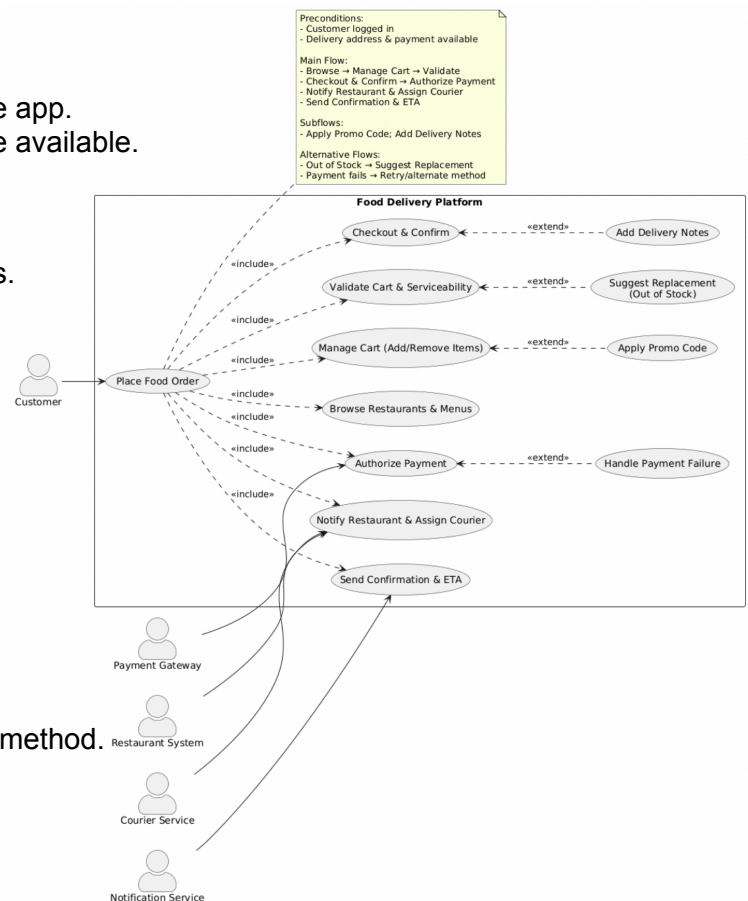 Preconditions:
- Customer logged in
- Delivery address & payment available
Main Flow:
- Browse → Manage Cart → Validate
- Checkout & Confirm → Authorize Payment
- Notify Restaurant & Assign Courier
- Send Confirmation & ETA
Subflows:
- Apply Promo Code; Add Delivery Notes
Alternative Flows:
- Out of Stock → Suggest Replacement
- Payment fails → Retry/alternate method
app.
available.
method.
Food Delivery Platform
Checkout & Confirm
«extend»
Add Delivery Notes
«include»
Validate Cart & Serviceability
«extend»
Suggest Replacement
(Out of Stock)
«include»
Manage Cart (Add/Remove Items)
«extend»
Apply Promo Code
«include»
Customer
Place Food Order
Browse Restaurants & Menus
«include»
Authorize Payment
«extend»
Handle Payment Failure
«include»
Notify Restaurant & Assign Courier
«include»
Send Confirmation & ETA
Payment Gateway
Restaurant System
Courier Service
Notification Service